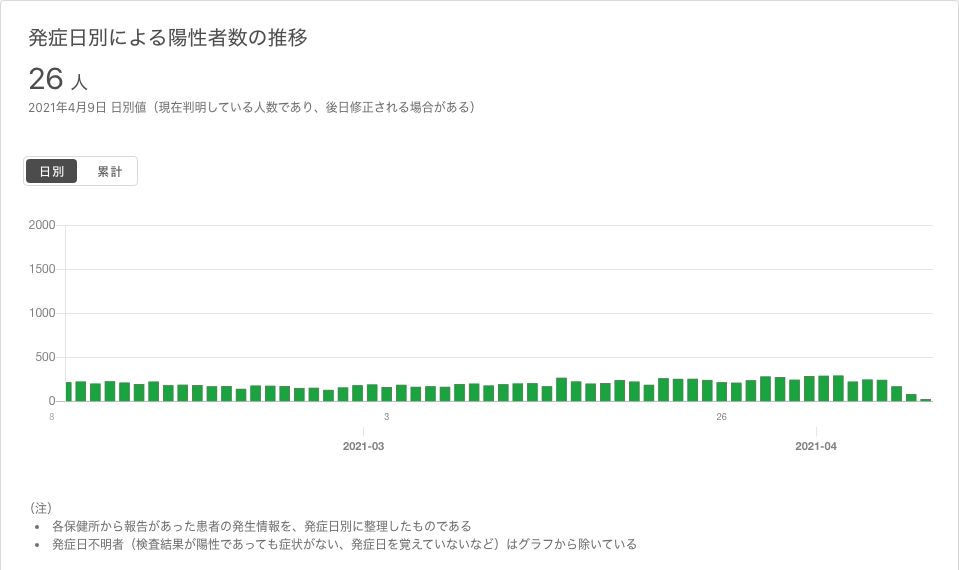 発症日別による陽性者数の推移
26 人
2021年4月9日 日別値（現在判明している人数であり、後日修正される場合がある）
日別 累計
2000
1500
1000
500
0
8 3 26
2021-03 2021-04
（注）
• 各保健所から報告があった患者の発生情報を、発症日別に整理したものである
• 発症日不明者（検査結果が陽性であっても症状がない、発症日を覚えていないなど）はグラフから除いている